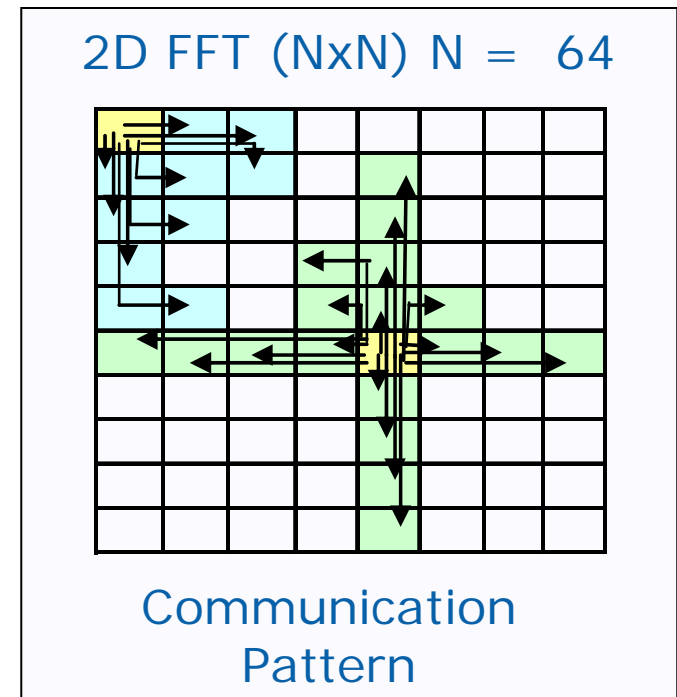 2D FFT (NxN) N = 64
Communication
Pattern